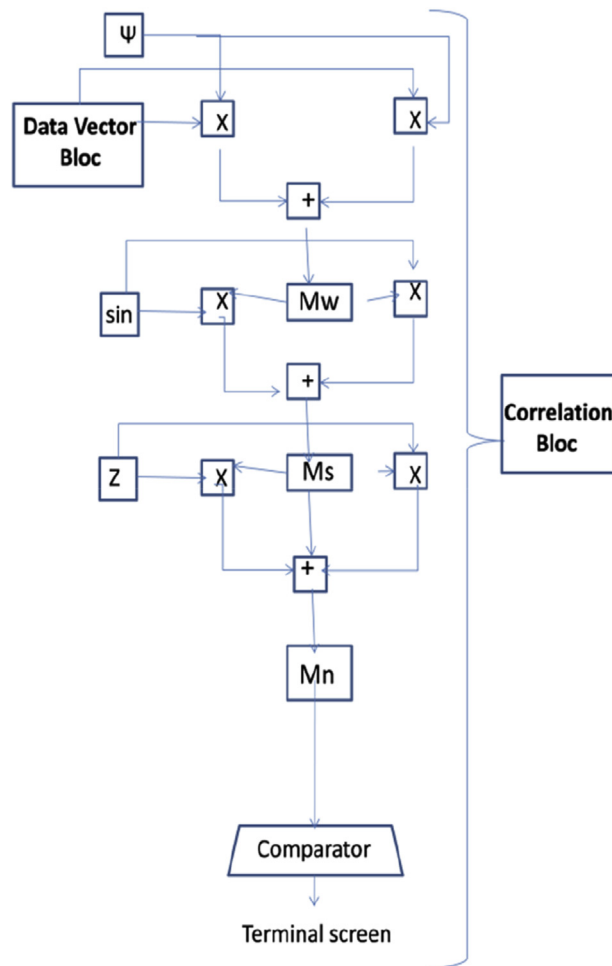 Ψ
Data Vector
Bloc
X
X
+
sin
X
Mw
X
+
Correlation
Bloc
Z
X
Ms
X
+
Mn
Comparator
Terminal screen